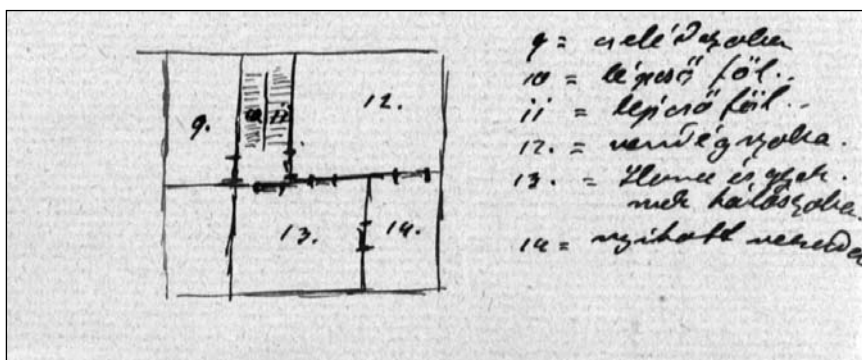 9.
10
11
12.
13.
14.
9 = cselédszoba
10 = lépcső föl..
11 = lépcső föl..
12. = vendégszoba.
13. = Ilona és gyer-
mek hálószoba
14 = nyitott veranda